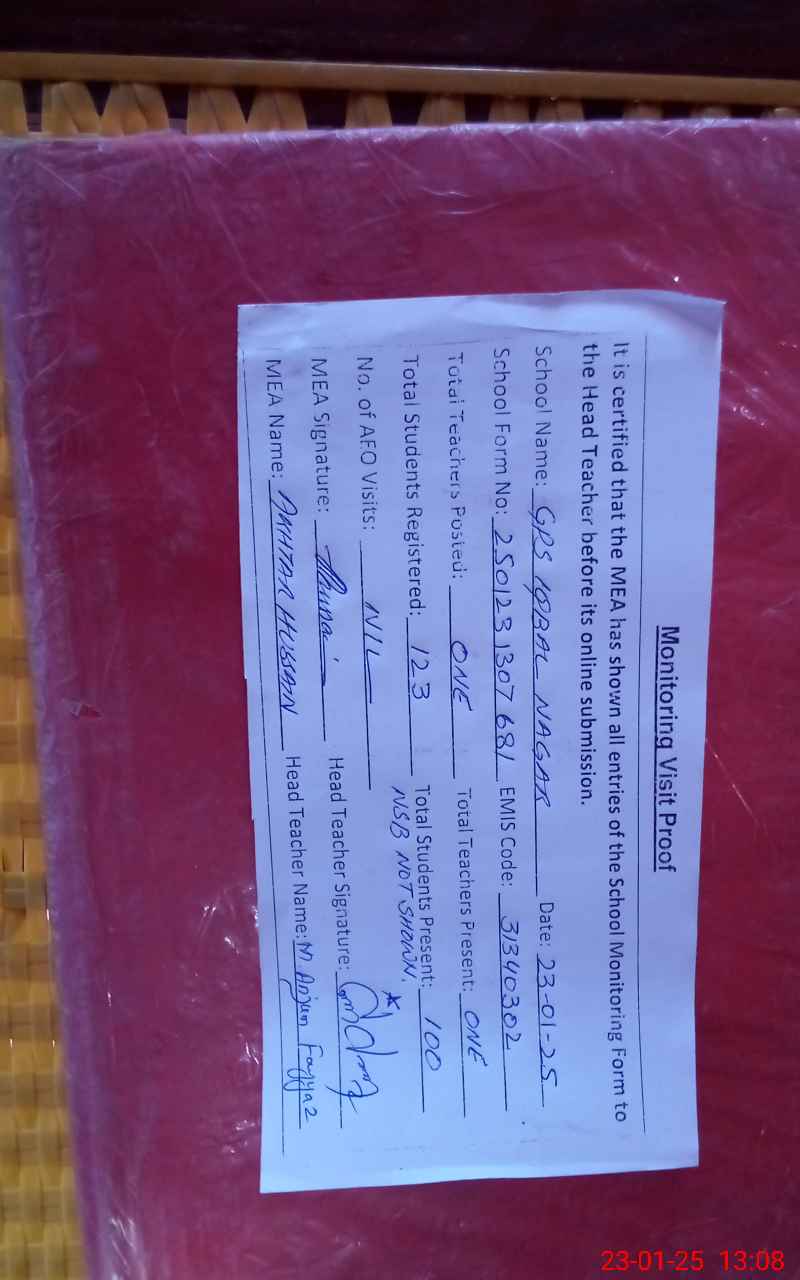 Monitoring Visit Proof
It is certified that the MEA has shown all entries of the School Monitoring Form to
the Head Teacher before its online submission.
School Name: GPS IQBAL NAGAR Date: 23-01-25
School Form No: 2501231307681 EMIS Code: 31340302
Total Teachers Posted: ONE Total Teachers Present: ONE
Total Students Registered: 123 Total Students Present: 100
No. of AEO Visits: NIL NSB NOT SHOWN.
MEA Signature: Head Teacher Signature:
MEA Name: AKHTAR HUSSAIN Head Teacher Name: M. Anjum Fayyaz
23-01-25 13:08